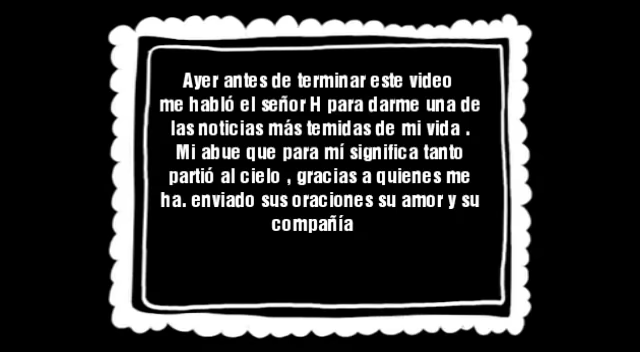 Ayer antes de terminar este video
me habló el señor H para darme una de
las noticias más temidas de mi vida .
Mi abue que para mí significa tanto
partió al cielo , gracias a quienes me
ha. enviado sus oraciones su amor y su
compañía